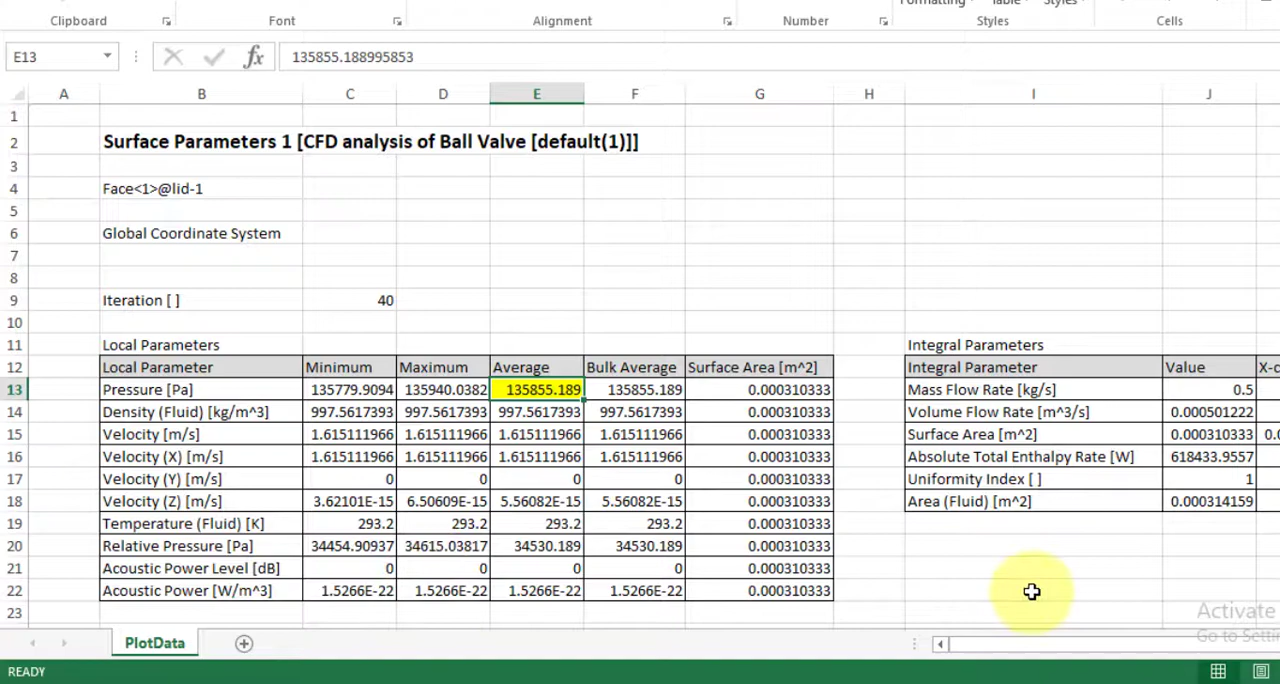 Clipboard Font Alignment Number Styles Cells
E13 fx 135855.188995853
A B C D E F G H I J
1
2 Surface Parameters 1 [CFD analysis of Ball Valve [default(1)]]
3
4 Face<1>@lid-1
5
6 Global Coordinate System
7
8
9 Iteration [ ] 40
10
11 Local Parameters Integral Parameters
12 Local Parameter Minimum Maximum Average Bulk Average Surface Area [m^2] Integral Parameter Value
13 Pressure [Pa] 135779.9094 135940.0382 135855.189 135855.189 0.000310333 Mass Flow Rate [kg/s] 0.5
14 Density (Fluid) [kg/m^3] 997.5617393 997.5617393 997.5617393 997.5617393 0.000310333 Volume Flow Rate [m^3/s] 0.000501222
15 Velocity [m/s] 1.615111966 1.615111966 1.615111966 1.615111966 0.000310333 Surface Area [m^2] 0.000310333
16 Velocity (X) [m/s] 1.615111966 1.615111966 1.615111966 1.615111966 0.000310333 Absolute Total Enthalpy Rate [W] 618433.9557
17 Velocity (Y) [m/s] 0 0 0 0 0.000310333 Uniformity Index [ ] 1
18 Velocity (Z) [m/s] 3.62101E-15 6.50609E-15 5.56082E-15 5.56082E-15 0.000310333 Area (Fluid) [m^2] 0.000314159
19 Temperature (Fluid) [K] 293.2 293.2 293.2 293.2 0.000310333
20 Relative Pressure [Pa] 34454.90937 34615.03817 34530.189 34530.189 0.000310333
21 Acoustic Power Level [dB] 0 0 0 0 0.000310333
22 Acoustic Power [W/m^3] 1.5266E-22 1.5266E-22 1.5266E-22 1.5266E-22 0.000310333
23
Activate
Go to
PlotData
READY